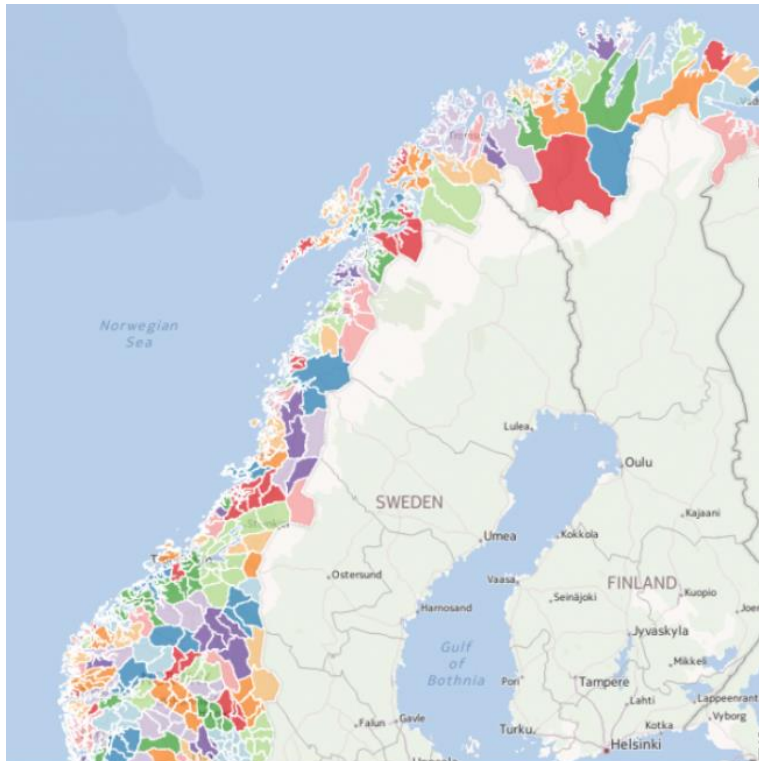 Norwegian
Sea
Lulea
Oulu
SWEDEN
Kajaani
Umea
Kokkola
Ostersund
Vaasa
FINLAND
Kuopio
Seinäjoki
Harnosand
Jyvaskyla
Gulf
of
Bothnia
Mikkeli
Pori
Tampere
Lahti
Lappeenrant
Falun
Gavle
Kotka
Vyborg
Turku
Helsinki